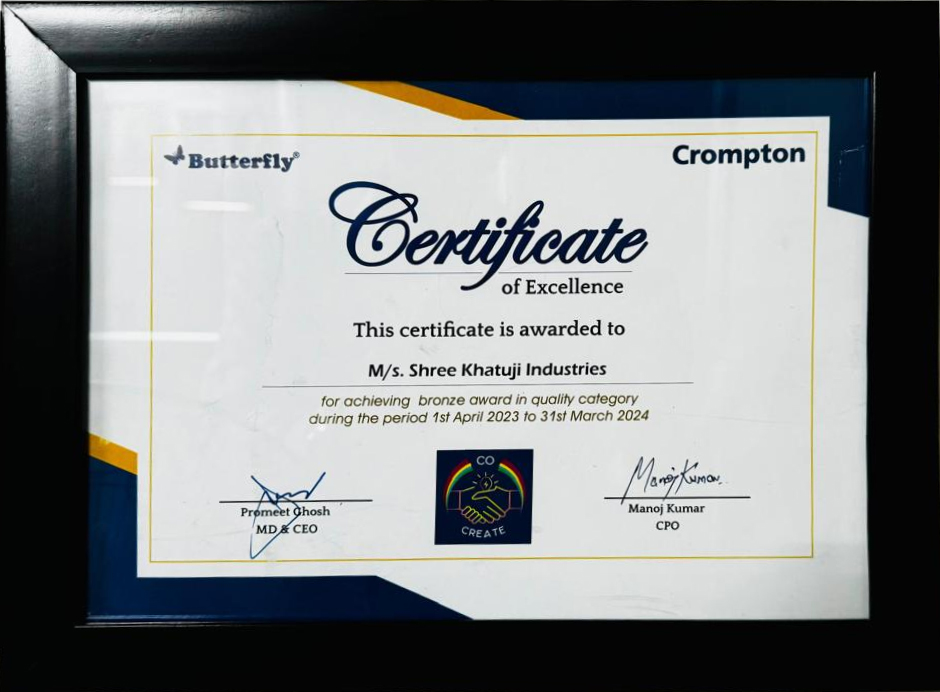 Butterfly®
Crompton
Certificate
of Excellence
This certificate is awarded to
M/s. Shree Khatuji Industries
for achieving bronze award in quality category
during the period 1st April 2023 to 31st March 2024
CO
CREATE
Promeet Ghosh
MD & CEO
Manoj Kumar
Manoj Kumar
CPO